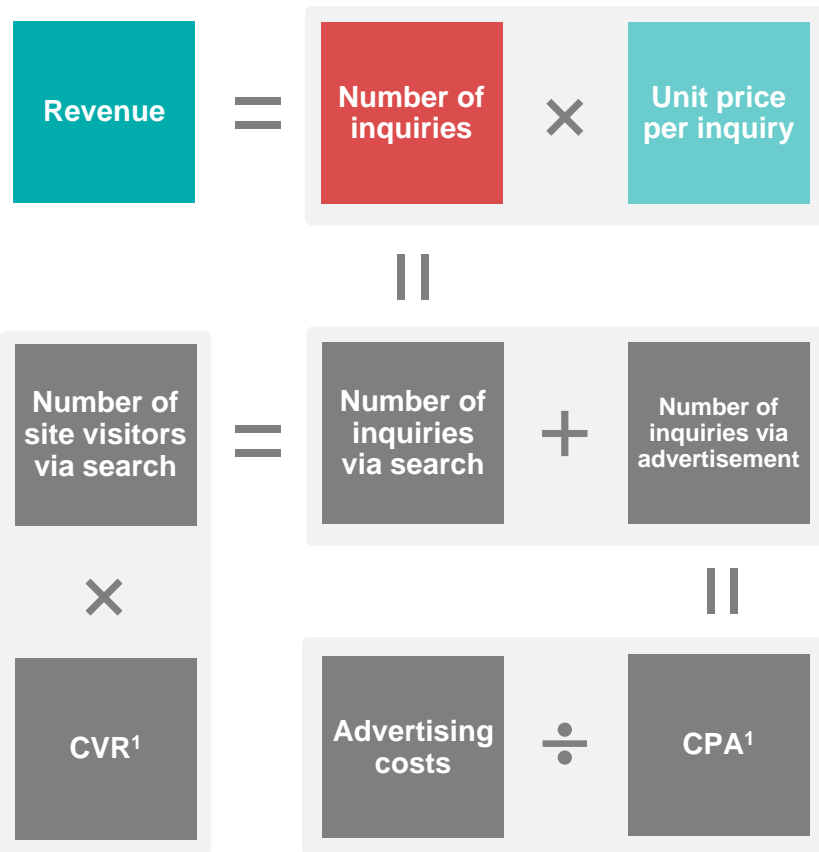 Revenue
=
Number of
inquiries
×
Unit price
per inquiry
=
Number of
site visitors
via search
=
Number of
inquiries
via search
+
Number of
inquiries via
advertisement
×
=
CVR¹
Advertising
costs
÷
CPA¹